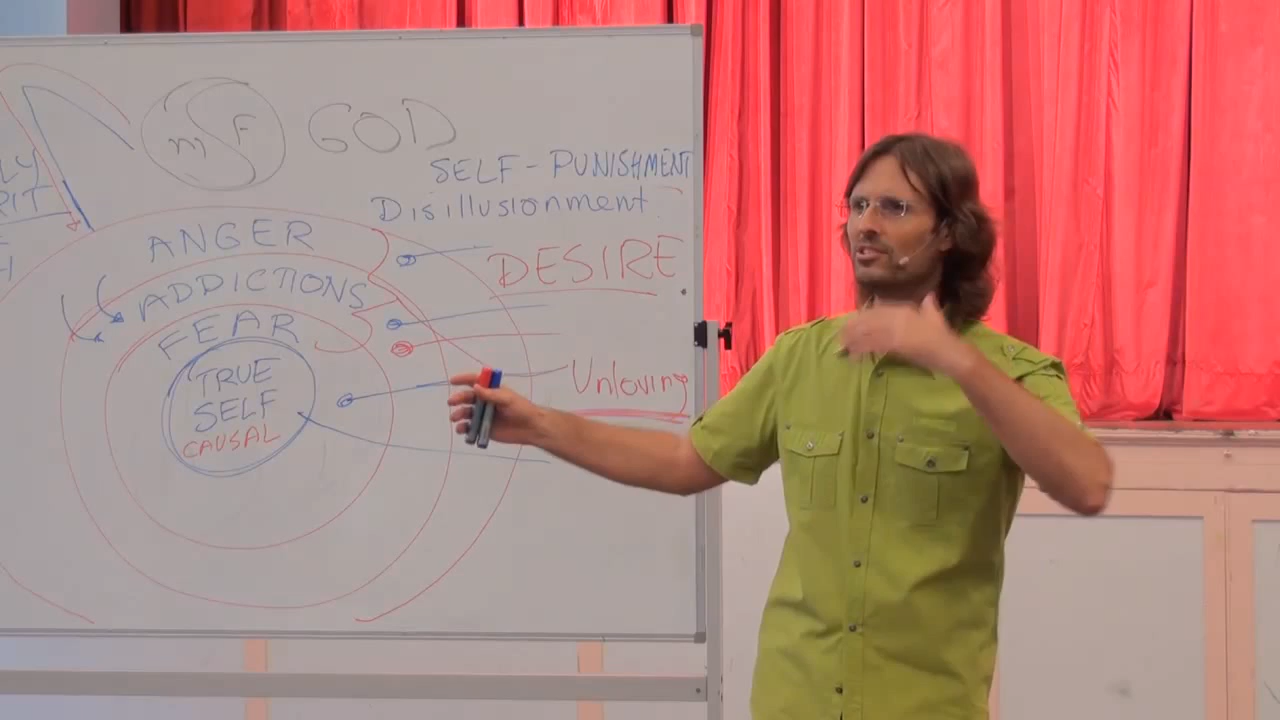 m F
GOD
SELF-PUNISHMENT
Disillusionment
ANGER
DESIRE
ADDICTIONS
FEAR
TRUE
SELF
CAUSAL
Unloving